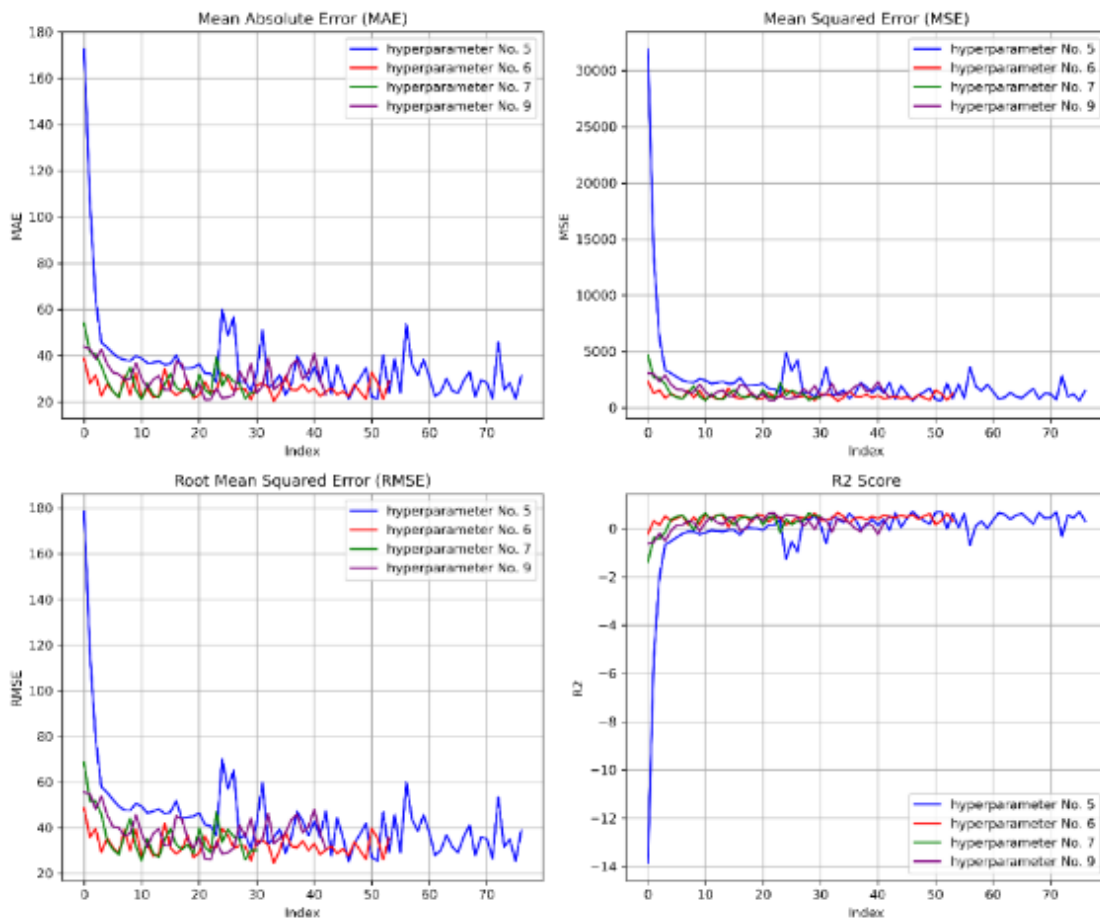 Mean Absolute Error (MAE)
180
160
140
120
100
80
60
40
20
MAE
0 10 20 30 40 50 60 70
Index
hyperparameter No. 5
hyperparameter No. 6
hyperparameter No. 7
hyperparameter No. 9
Mean Squared Error (MSE)
30000
25000
20000
15000
10000
5000
0
MSE
0 10 20 30 40 50 60 70
Index
hyperparameter No. 5
hyperparameter No. 6
hyperparameter No. 7
hyperparameter No. 9
Root Mean Squared Error (RMSE)
180
160
140
120
100
80
60
40
20
RMSE
0 10 20 30 40 50 60 70
Index
hyperparameter No. 5
hyperparameter No. 6
hyperparameter No. 7
hyperparameter No. 9
R2 Score
0
−2
−4
−6
−8
−10
−12
−14
R2
0 10 20 30 40 50 60 70
Index
hyperparameter No. 5
hyperparameter No. 6
hyperparameter No. 7
hyperparameter No. 9